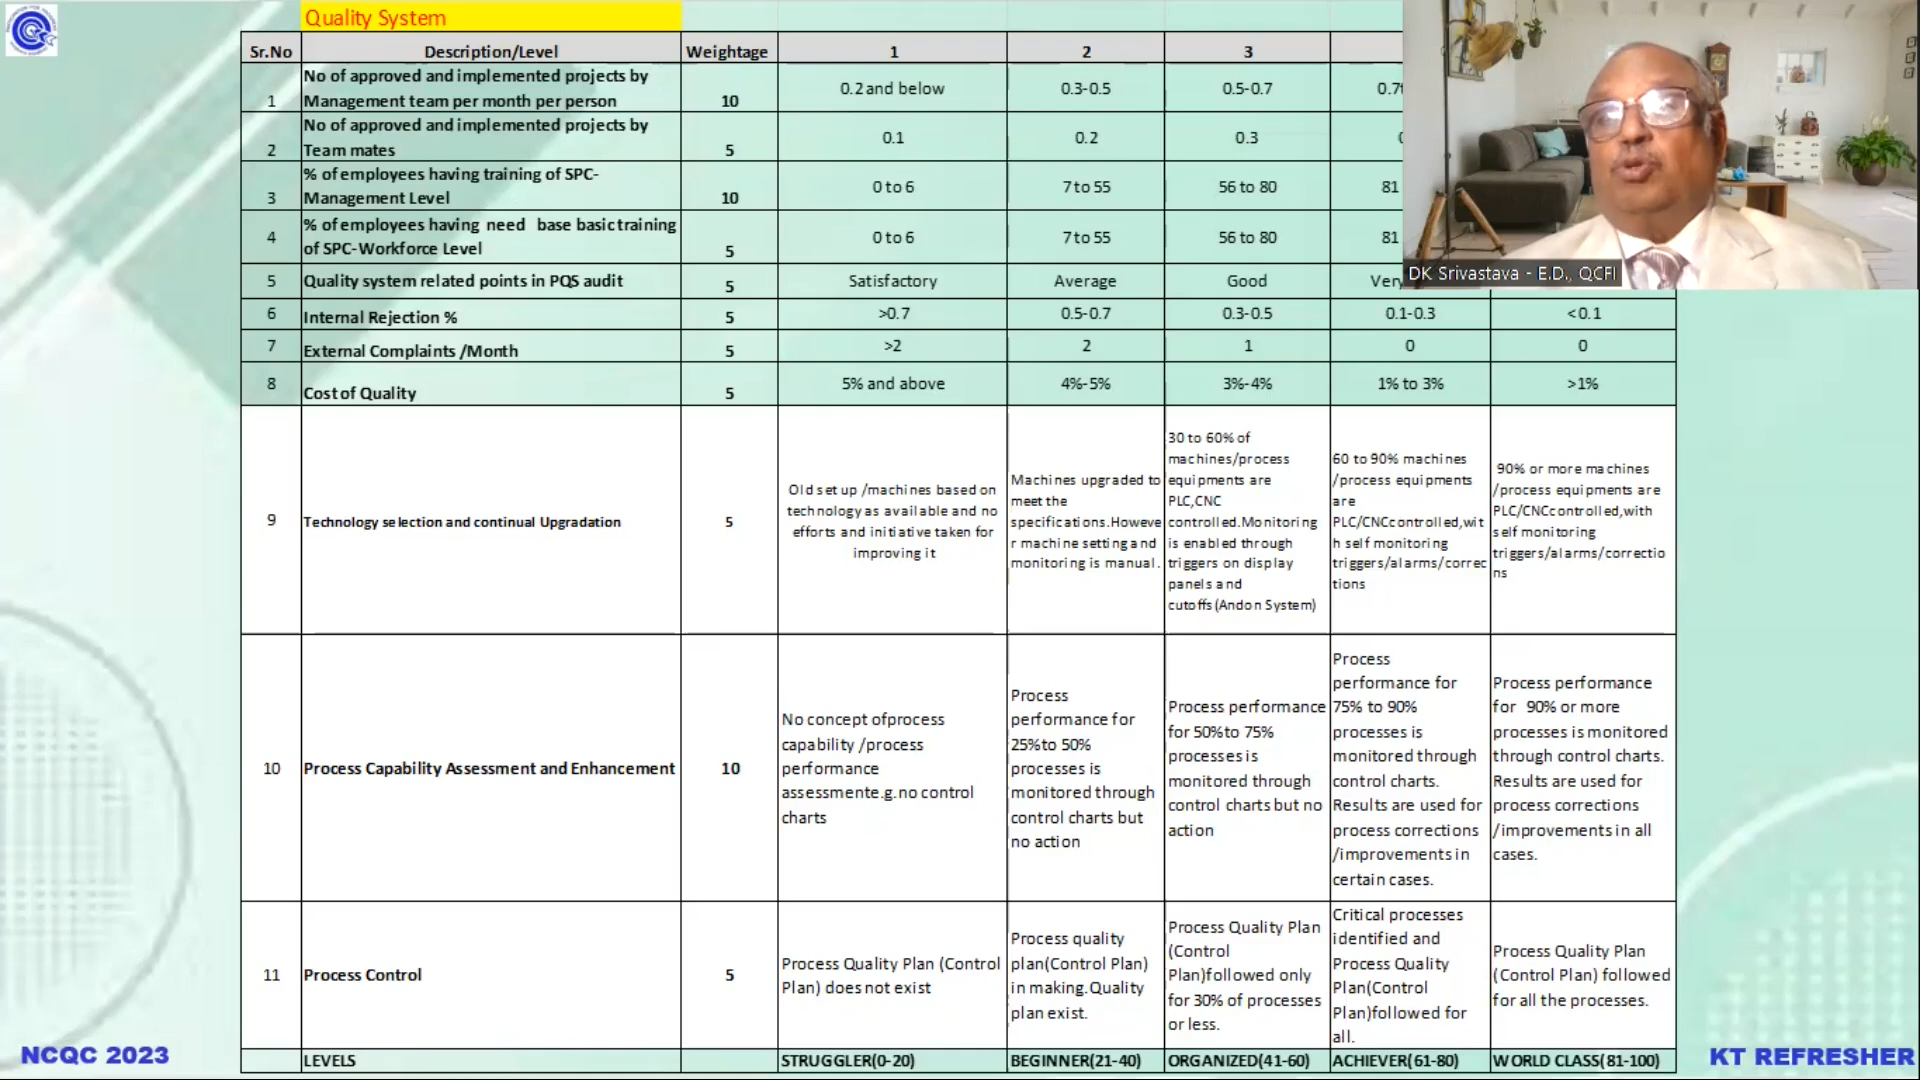 Quality System
Sr.No Description/Level Weightage 1 2 3
No of approved and implemented projects by
1 Management team per month per person 10 0.2 and below 0.3-0.5 0.5-0.7
No of approved and implemented projects by
2 Team mates 5 0.1 0.2 0.3
% of employees having training of SPC-
3 Management Level 10 0 to 6 7 to 55 56 to 80 81
% of employees having need base basic training
4 of SPC-Workforce Level 5 0 to 6 7 to 55 56 to 80 81
5 Quality system related points in PQS audit 5 Satisfactory Average Good
DK Srivastava - E.D., QCFI
6 Internal Rejection % 5 >0.7 0.5-0.7 0.3-0.5 0.1-0.3 <0.1
7 External Complaints /Month 5 >2 2 1 0 0
8 Cost of Quality 5 5% and above 4%-5% 3%-4% 1% to 3% >1%
9 Technology selection and continual Upgradation 5
Old set up /machines based on
technology as available and no
efforts and initiative taken for
improving it
Machines upgraded to
meet the
specifications.Howeve
r machine setting and
monitoring is manual.
30 to 60% of
machines/process
equipments are
PLC,CNC
controlled.Monitoring
is enabled through
triggers on display
panels and
cutoffs(Andon System)
60 to 90% machines
/process equipments
are
PLC/CNCcontrolled,wit
h self monitoring
triggers/alarms/correc
tions
90% or more machines
/process equipments are
PLC/CNCcontrolled,with
self monitoring
triggers/alarms/correctio
ns
10 Process Capability Assessment and Enhancement 10
No concept ofprocess
capability /process
performance
assessmente.g.no control
charts
Process
performance for
25%to 50%
processes is
monitored through
control charts but
no action
Process performance
for 50%to 75%
processes is
monitored through
control charts but no
action
Process
performance for
75% to 90%
processes is
monitored through
control charts.
Results are used for
process corrections
/improvements in
certain cases.
Process performance
for 90% or more
processes is monitored
through control charts.
Results are used for
process corrections
/improvements in all
cases.
11 Process Control 5
Process Quality Plan (Control
Plan) does not exist
Process quality
plan(Control Plan)
in making.Quality
plan exist.
Process Quality Plan
(Control
Plan)followed only
for 30% of processes
or less.
Critical processes
identified and
Process Quality
Plan(Control
Plan)followed for
all.
Process Quality Plan
(Control Plan) followed
for all the processes.
LEVELS STRUGGLER(0-20) BEGINNER(21-40) ORGANIZED(41-60) ACHIEVER(61-80) WORLD CLASS(81-100)
NCQC 2023
KT REFRESHER